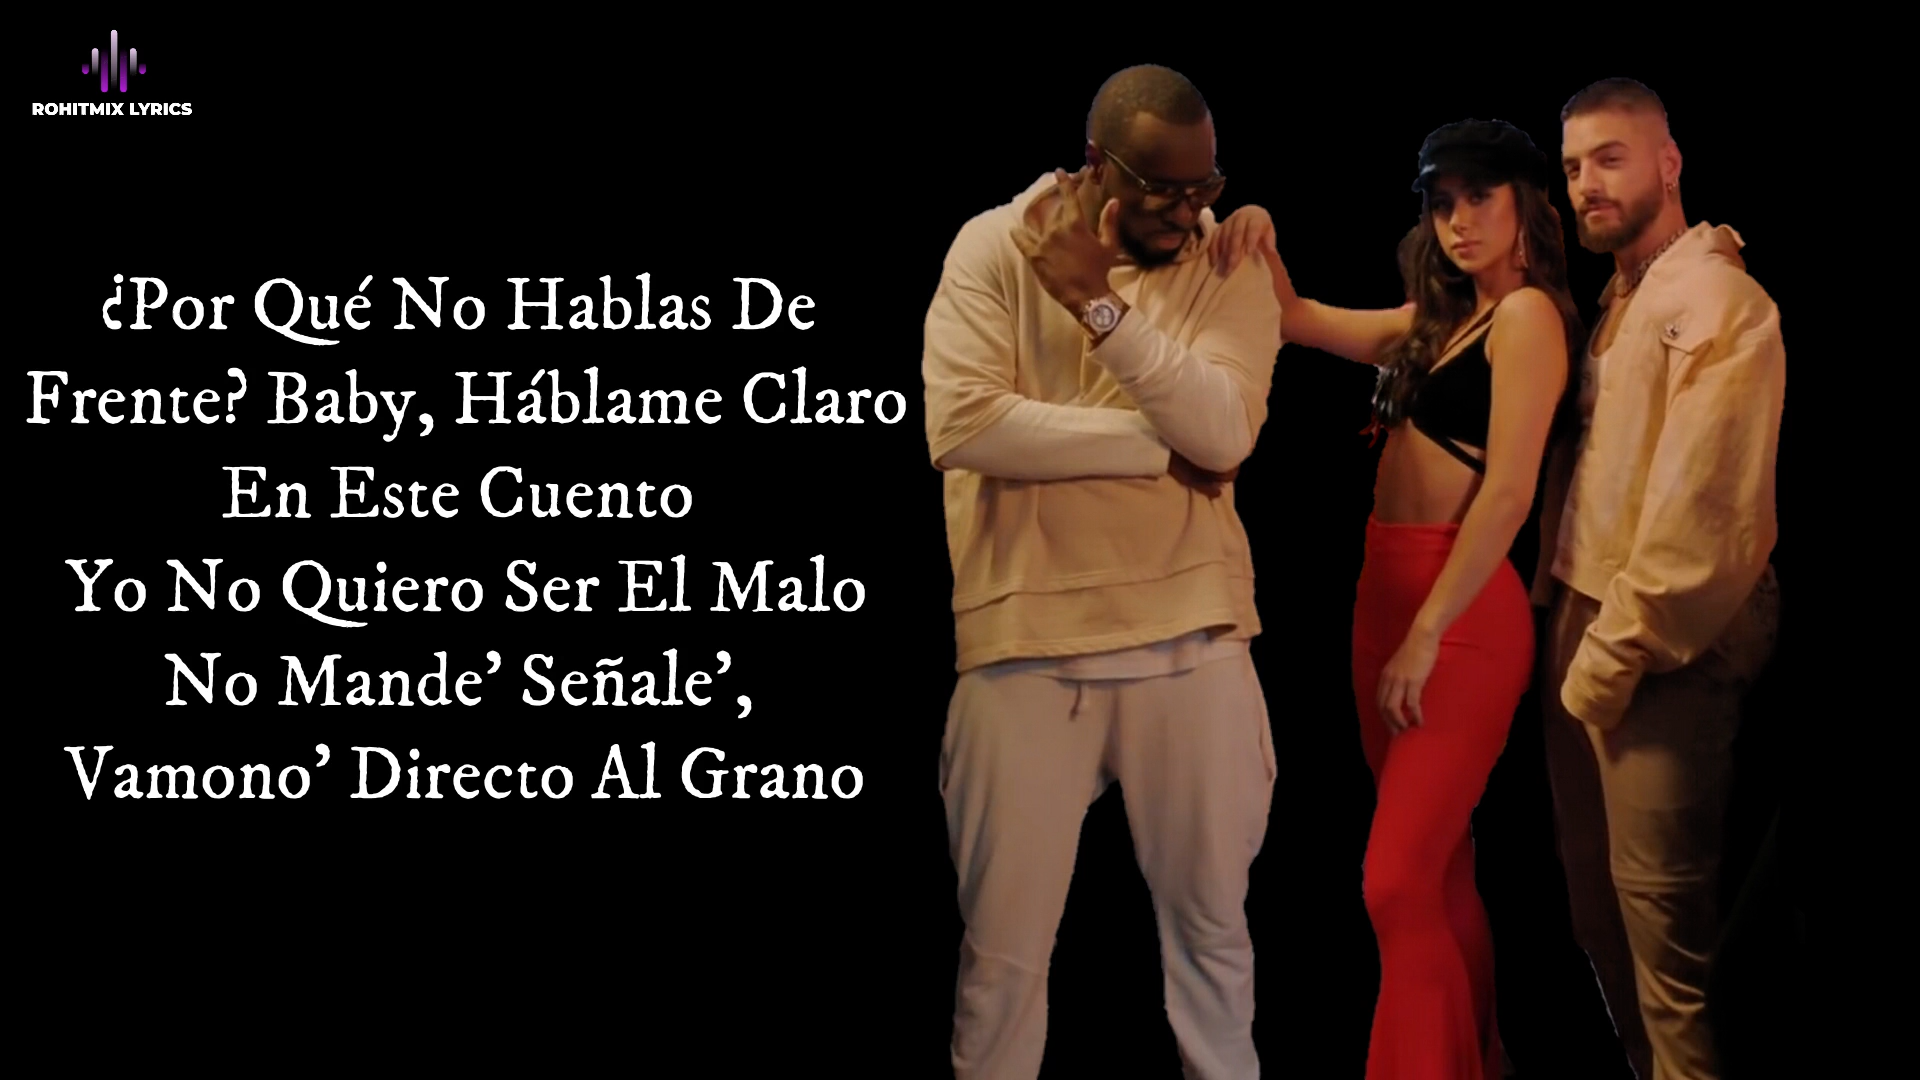 ROHITMIX LYRICS
¿Por Qué No Hablas De
Frente? Baby, Háblame Claro
En Este Cuento
Yo No Quiero Ser El Malo
No Mande’ Señale’,
Vamono’ Directo Al Grano